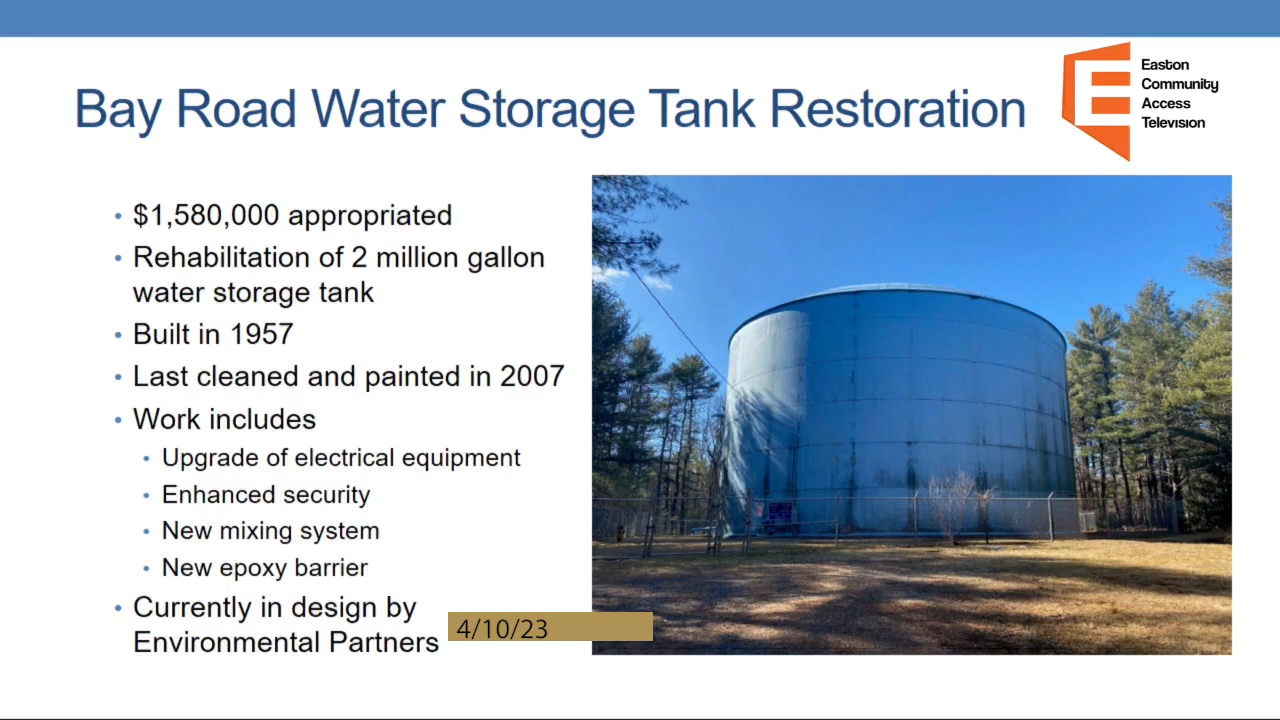 Bay Road Water Storage Tank Restoration
Easton
Community
Access
Television
• $1,580,000 appropriated
• Rehabilitation of 2 million gallon
water storage tank
• Built in 1957
• Last cleaned and painted in 2007
• Work includes
• Upgrade of electrical equipment
• Enhanced security
• New mixing system
• New epoxy barrier
• Currently in design by
Environmental Partners
4/10/23